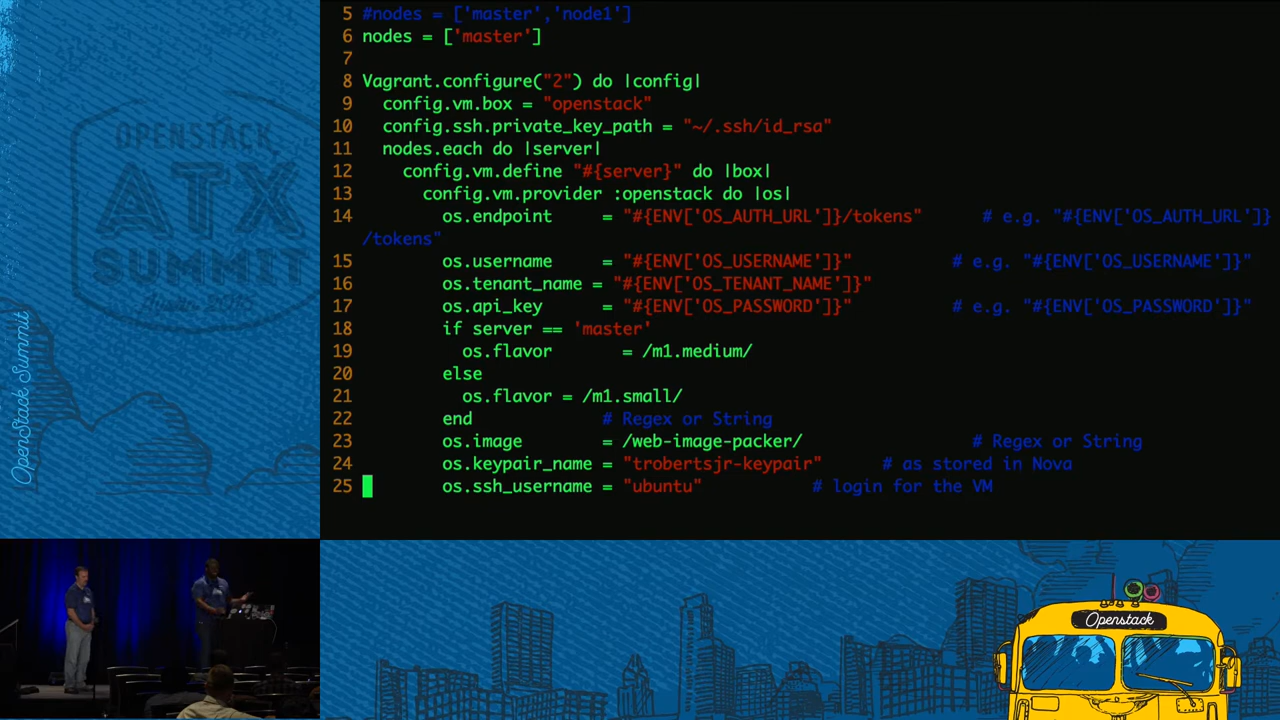 5 #nodes = ['master','node1']
6 nodes = ['master']
7
8 Vagrant.configure("2") do |config|
9 config.vm.box = "openstack"
10 config.ssh.private_key_path = "~/.ssh/id_rsa"
11 nodes.each do |server|
12 config.vm.define "#{server}" do |box|
13 config.vm.provider :openstack do |os|
14 os.endpoint = "#{ENV['OS_AUTH_URL']}/tokens" # e.g. "#{ENV['OS_AUTH_URL']}
/tokens"
15 os.username = "#{ENV['OS_USERNAME']}" # e.g. "#{ENV['OS_USERNAME']}"
16 os.tenant_name = "#{ENV['OS_TENANT_NAME']}"
17 os.api_key = "#{ENV['OS_PASSWORD']}" # e.g. "#{ENV['OS_PASSWORD']}"
18 if server == 'master'
19 os.flavor = /m1.medium/
20 else
21 os.flavor = /m1.small/
22 end # Regex or String
23 os.image = /web-image-packer/ # Regex or String
24 os.keypair_name = "trobertsjr-keypair" # as stored in Nova
25 os.ssh_username = "ubuntu" # login for the VM
OPENSTACK
ATX
SUMMIT
OpenStack Summit
Openstack